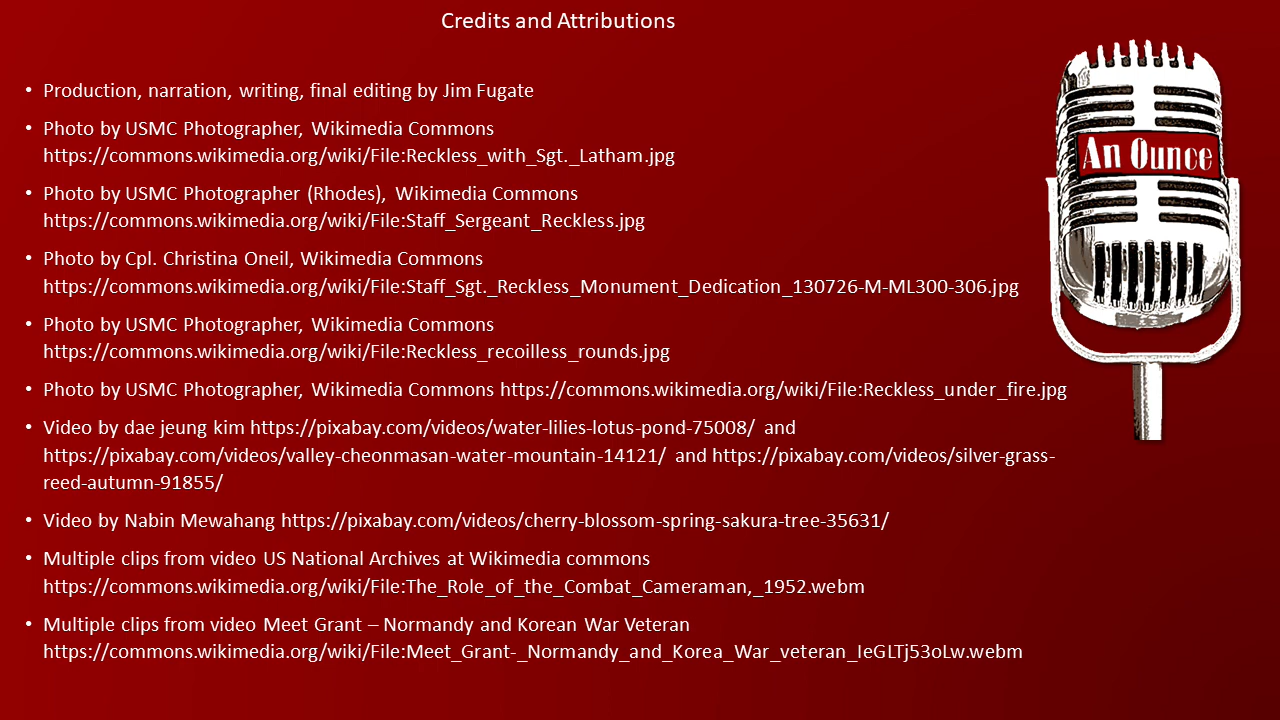 Credits and Attributions
• Production, narration, writing, final editing by Jim Fugate
• Photo by USMC Photographer, Wikimedia Commons
https://commons.wikimedia.org/wiki/File:Reckless_with_Sgt._Latham.jpg
• Photo by USMC Photographer (Rhodes), Wikimedia Commons
https://commons.wikimedia.org/wiki/File:Staff_Sergeant_Reckless.jpg
• Photo by Cpl. Christina Oneil, Wikimedia Commons
https://commons.wikimedia.org/wiki/File:Staff_Sgt._Reckless_Monument_Dedication_130726-M-ML300-306.jpg
• Photo by USMC Photographer, Wikimedia Commons
https://commons.wikimedia.org/wiki/File:Reckless_recoilless_rounds.jpg
• Photo by USMC Photographer, Wikimedia Commons https://commons.wikimedia.org/wiki/File:Reckless_under_fire.jpg
• Video by dae jeung kim https://pixabay.com/videos/water-lilies-lotus-pond-75008/ and
https://pixabay.com/videos/valley-cheonmasan-water-mountain-14121/ and https://pixabay.com/videos/silver-grass-
reed-autumn-91855/
• Video by Nabin Mewahang https://pixabay.com/videos/cherry-blossom-spring-sakura-tree-35631/
• Multiple clips from video US National Archives at Wikimedia commons
https://commons.wikimedia.org/wiki/File:The_Role_of_the_Combat_Cameraman,_1952.webm
• Multiple clips from video Meet Grant – Normandy and Korean War Veteran
https://commons.wikimedia.org/wiki/File:Meet_Grant-_Normandy_and_Korea_War_veteran_IeGLTj53oLw.webm
An Ounce